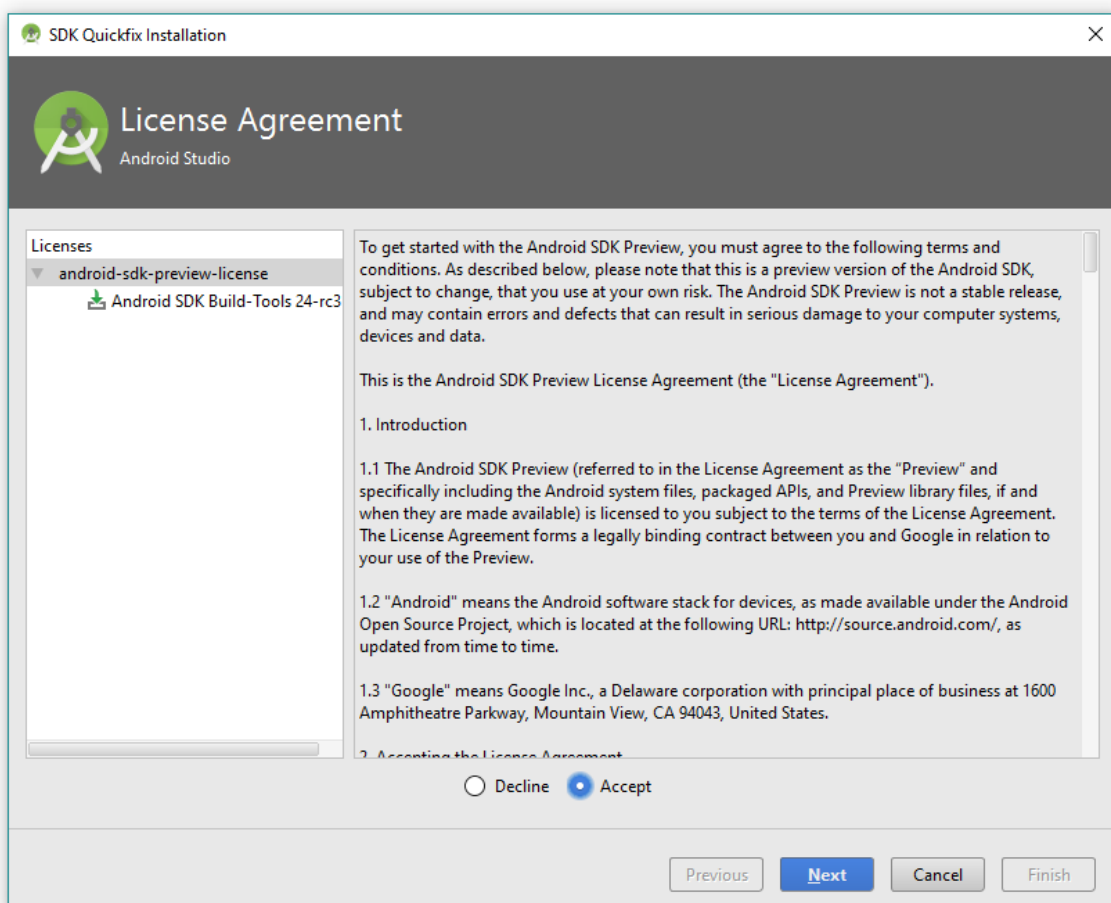 SDK Quickfix Installation
License Agreement
Android Studio
Licenses
android-sdk-preview-license
Android SDK Build-Tools 24-rc3
To get started with the Android SDK Preview, you must agree to the following terms and
conditions. As described below, please note that this is a preview version of the Android SDK,
subject to change, that you use at your own risk. The Android SDK Preview is not a stable release,
and may contain errors and defects that can result in serious damage to your computer systems,
devices and data.
This is the Android SDK Preview License Agreement (the "License Agreement").
1. Introduction
1.1 The Android SDK Preview (referred to in the License Agreement as the “Preview” and
specifically including the Android system files, packaged APIs, and Preview library files, if and
when they are made available) is licensed to you subject to the terms of the License Agreement.
The License Agreement forms a legally binding contract between you and Google in relation to
your use of the Preview.
1.2 "Android" means the Android software stack for devices, as made available under the Android
Open Source Project, which is located at the following URL: http://source.android.com/, as
updated from time to time.
1.3 "Google" means Google Inc., a Delaware corporation with principal place of business at 1600
Amphitheatre Parkway, Mountain View, CA 94043, United States.
2. Accepting the License Agreement
Decline Accept
Previous Next Cancel Finish